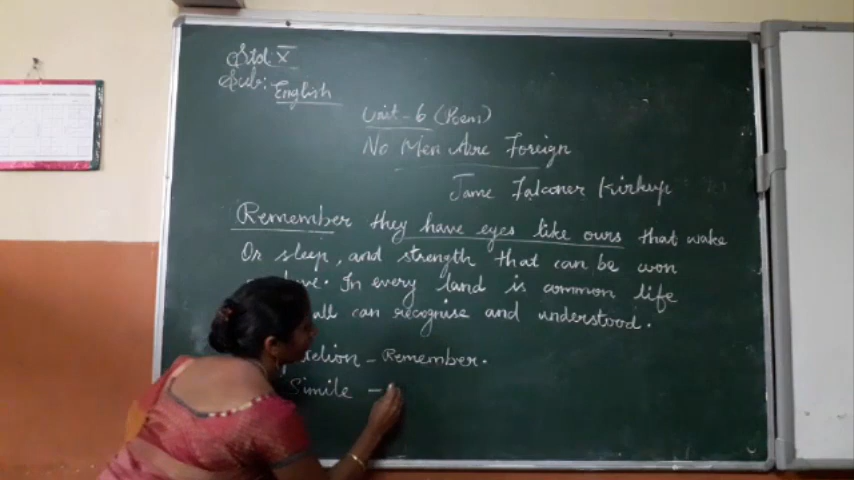 Std X
Sub: English
Unit-6 (Poem)
No Men Are Foreign
Jame Falconer Kirkup
Remember they have eyes like ours that wake
Or sleep, and strength that can be won
love. In every land is common life
all can recognise and understood.
Remember.
Simile -